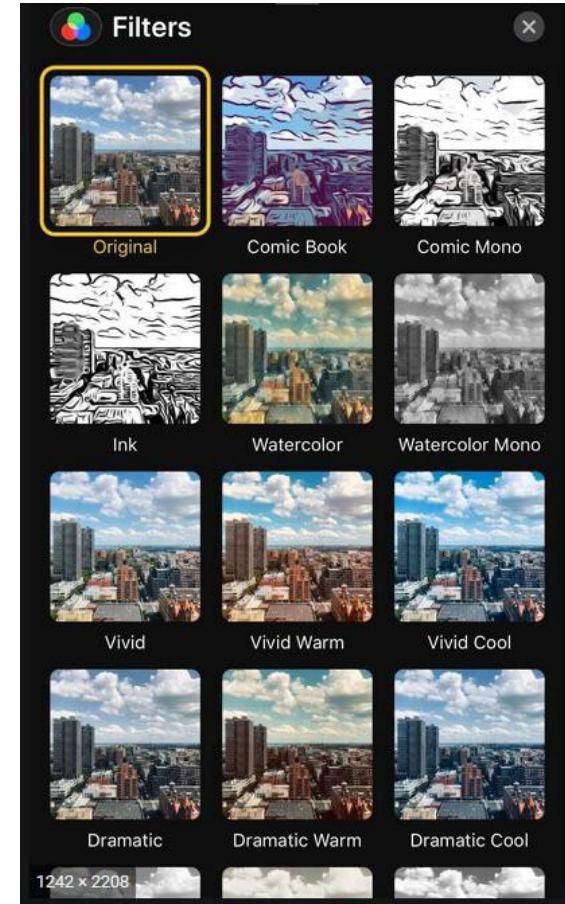 Filters
Original
Comic Book
Comic Mono
Ink
Watercolor
Watercolor Mono
Vivid
Vivid Warm
Vivid Cool
Dramatic
Dramatic Warm
Dramatic Cool
1242 × 2208